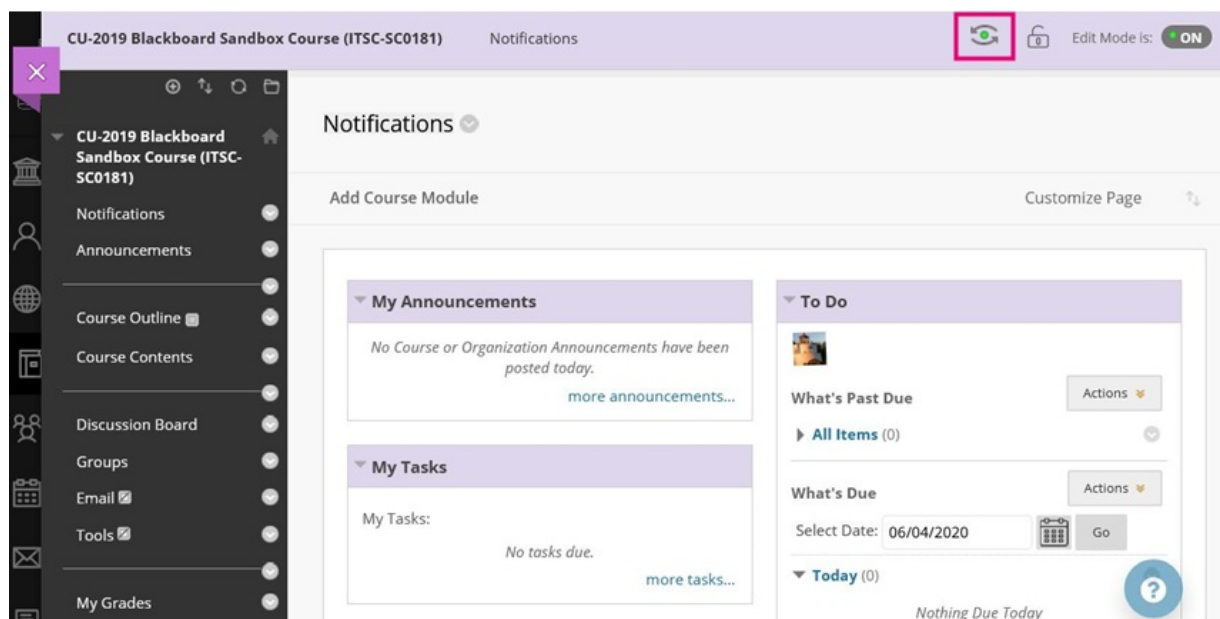 CU-2019 Blackboard Sandbox Course (ITSC-SC0181) Notifications Edit Mode is: ON
CU-2019 Blackboard
Sandbox Course (ITSC-
SC0181)
Notifications
Announcements
Course Outline
Course Contents
Discussion Board
Groups
Email
Tools
My Grades
Notifications
Add Course Module Customize Page
My Announcements
No Course or Organization Announcements have been
posted today.
more announcements...
My Tasks
My Tasks:
No tasks due.
more tasks...
To Do
What's Past Due Actions
All Items (0)
What's Due Actions
Select Date: 06/04/2020 Go
Today (0)
Nothing Due Today
?